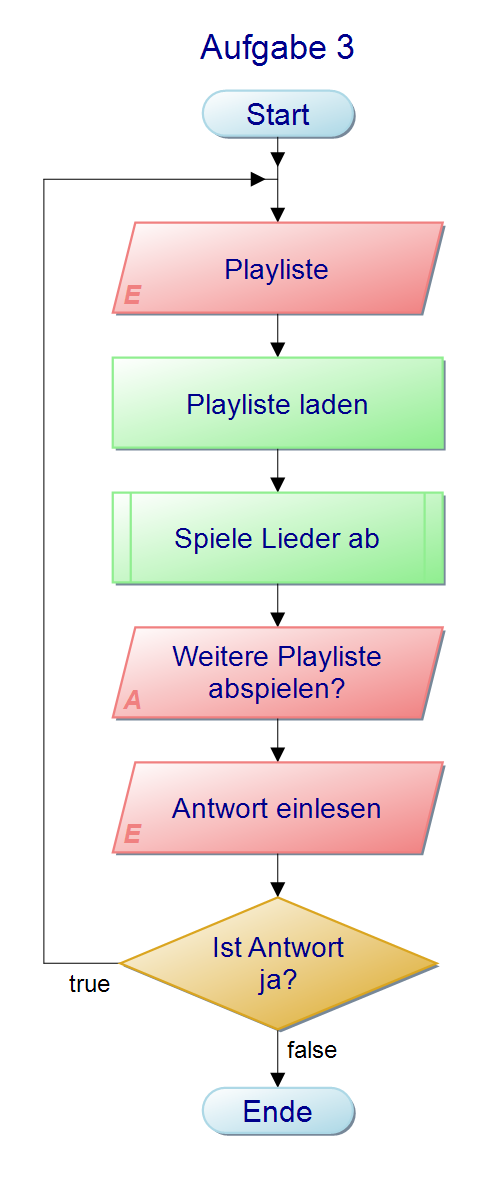 Aufgabe 3
Start
Playliste
E
Playliste laden
Spiele Lieder ab
Weitere Playliste
abspielen?
A
Antwort einlesen
E
Ist Antwort
ja?
true
false
Ende